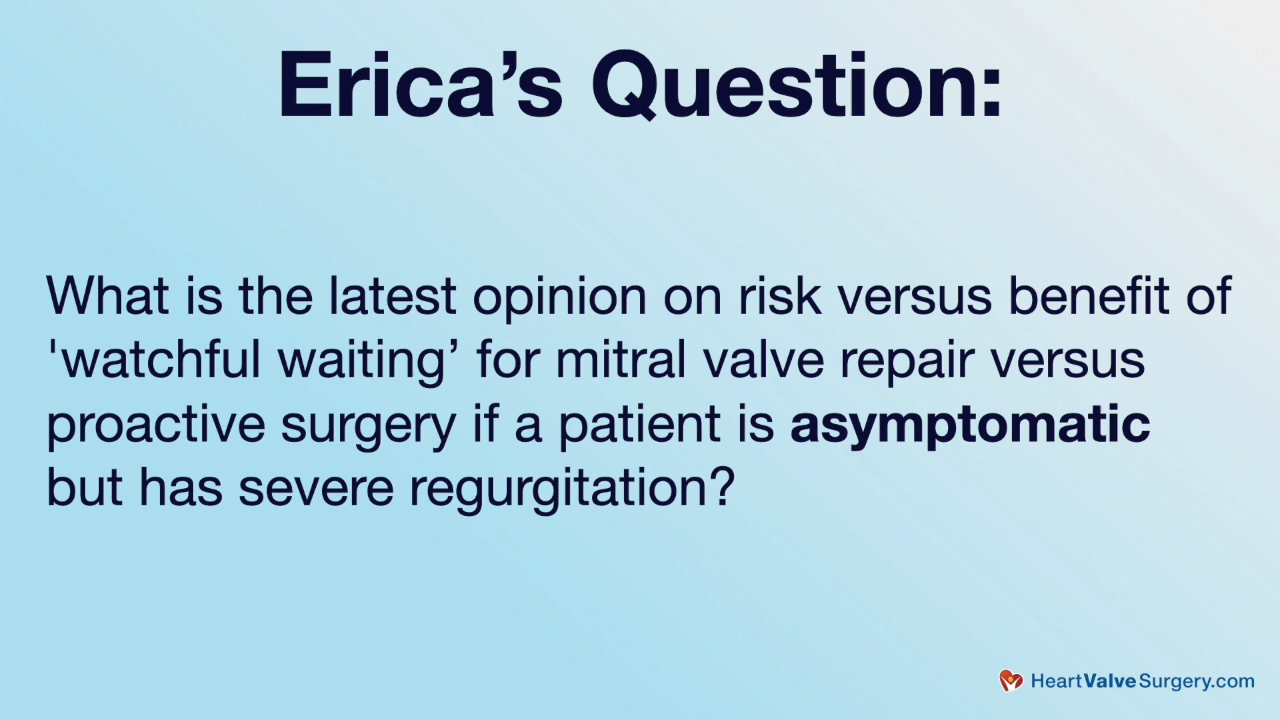 Erica’s Question:
What is the latest opinion on risk versus benefit of
'watchful waiting’ for mitral valve repair versus
proactive surgery if a patient is asymptomatic
but has severe regurgitation?
HeartValveSurgery.com